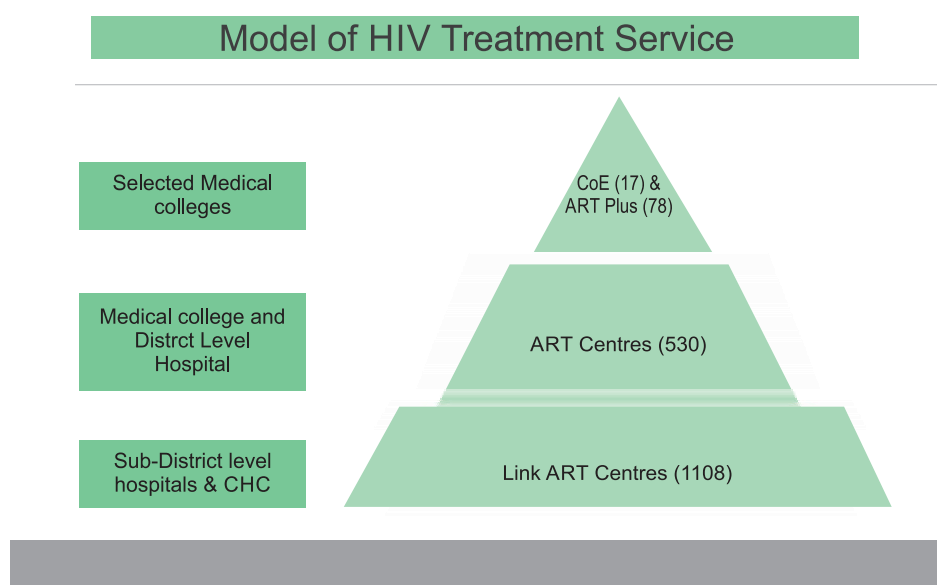 Model of HIV Treatment Service
Selected Medical
colleges
CoE (17) &
ART Plus (78)
Medical college and
Distrct Level
Hospital
ART Centres (530)
Sub-District level
hospitals & CHC
Link ART Centres (1108)